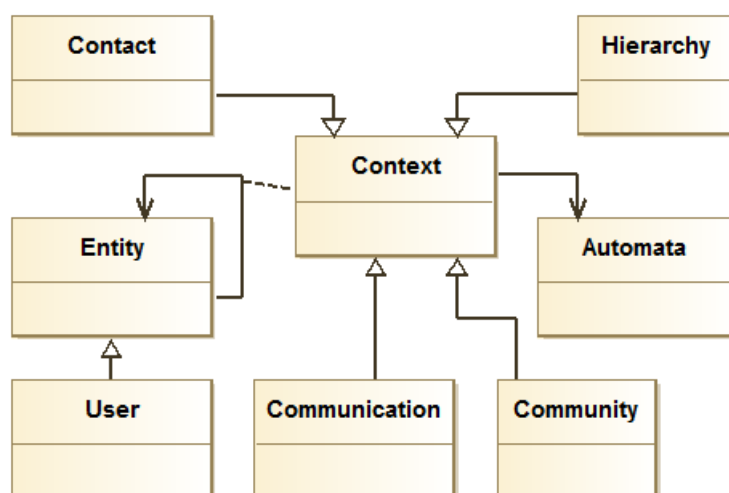 Contact
Hierarchy
Context
Entity
Automata
User
Communication
Community